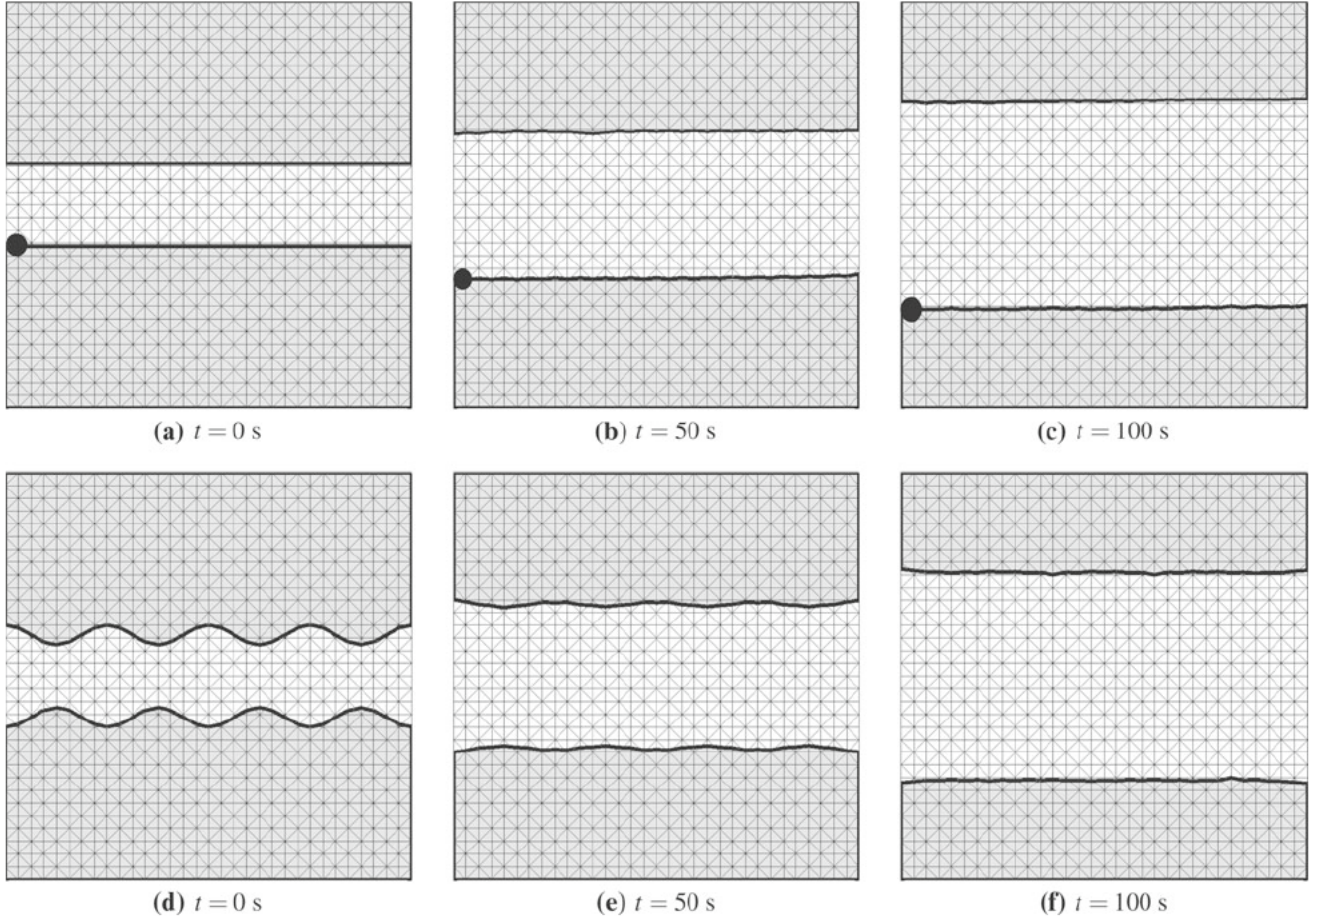 (a) t = 0 s
(b) t = 50 s
(c) t = 100 s
(d) t = 0 s
(e) t = 50 s
(f) t = 100 s